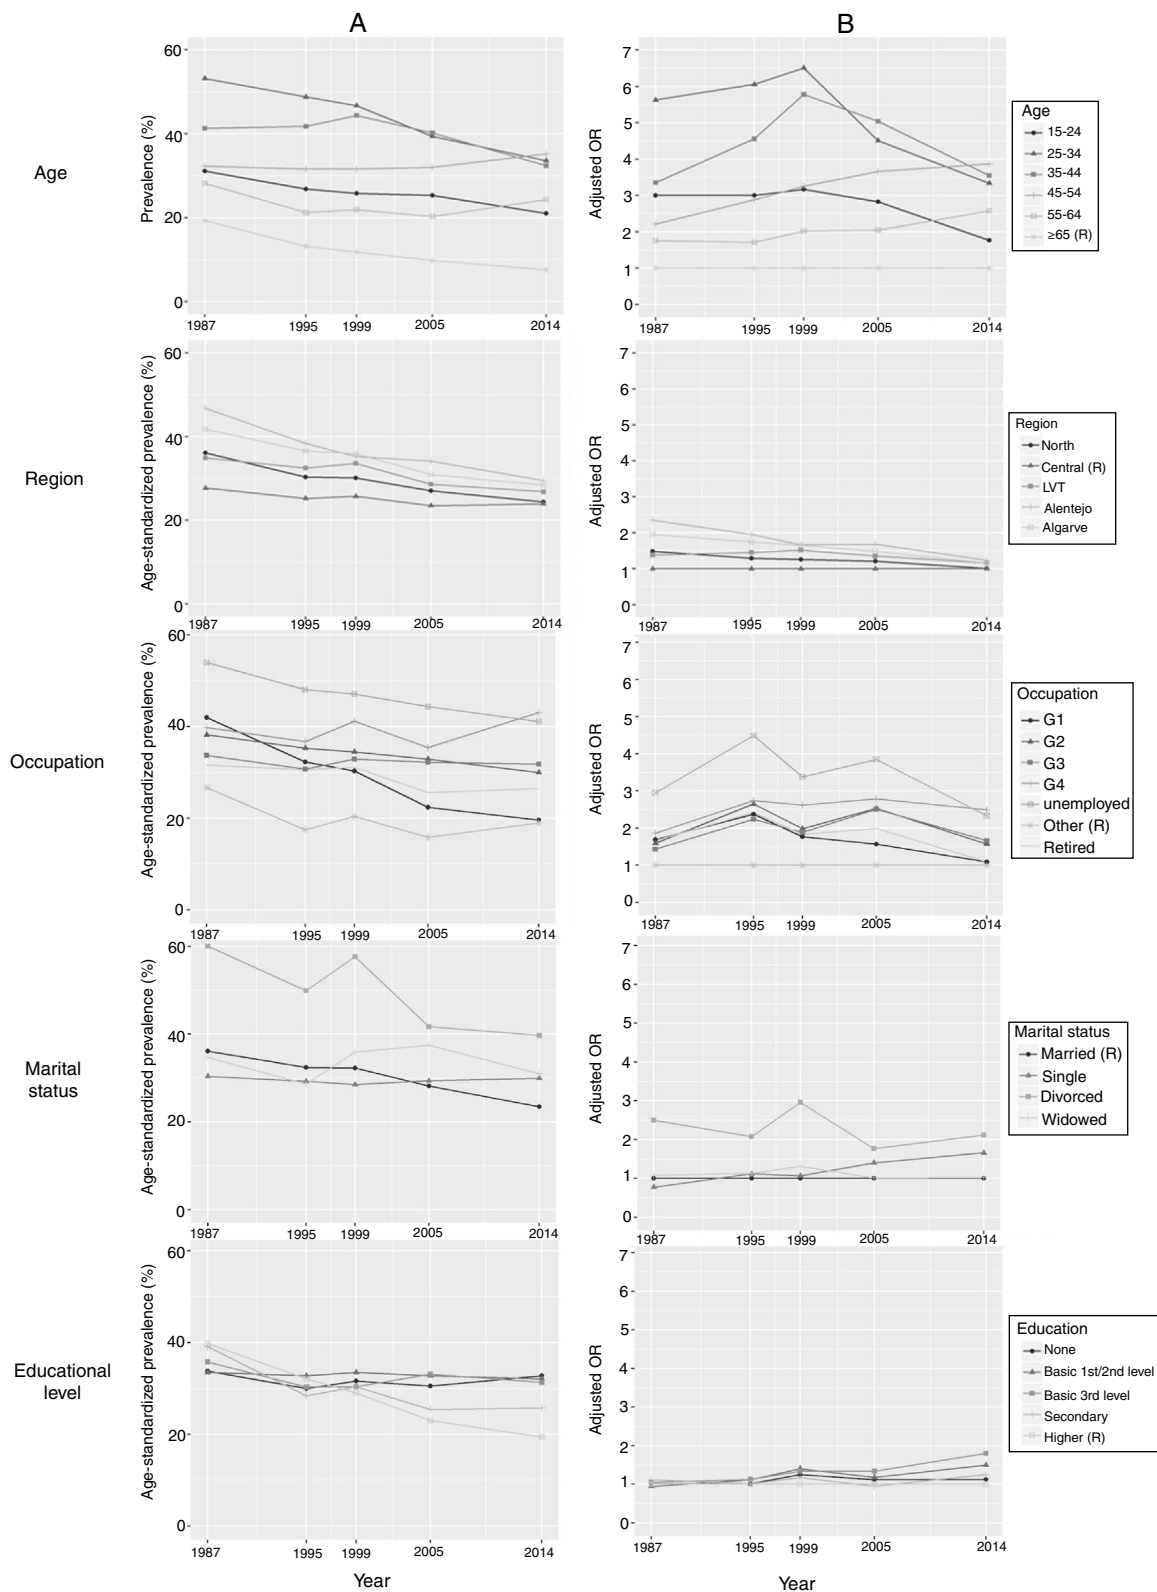 A
B
Age
Prevalence (%)
60
40
20
0
1987
1995
1999
2005
2014
Adjusted OR
7
6
5
4
3
2
1
0
1987
1995
1999
2005
2014
Age
15-24
25-34
35-44
45-54
55-64
≥65 (R)
Region
Age-standardized prevalence (%)
60
40
20
0
1987
1995
1999
2005
2014
Adjusted OR
7
6
5
4
3
2
1
0
1987
1995
1999
2005
2014
Region
North
Central (R)
LVT
Alentejo
Algarve
Occupation
Age-standardized prevalence (%)
60
40
20
0
1987
1995
1999
2005
2014
Adjusted OR
7
6
5
4
3
2
1
0
1987
1995
1999
2005
2014
Occupation
G1
G2
G3
G4
unemployed
Other (R)
Retired
Marital
status
Age-standardized prevalence (%)
60
40
20
0
1987
1995
1999
2005
2014
Adjusted OR
7
6
5
4
3
2
1
0
1987
1995
1999
2005
2014
Marital status
Married (R)
Single
Divorced
Widowed
Educational
level
Age-standardized prevalence (%)
60
40
20
0
1987
1995
1999
2005
2014
Year
Adjusted OR
7
6
5
4
3
2
1
0
1987
1995
1999
2005
2014
Year
Education
None
Basic 1st/2nd level
Basic 3rd level
Secondary
Higher (R)